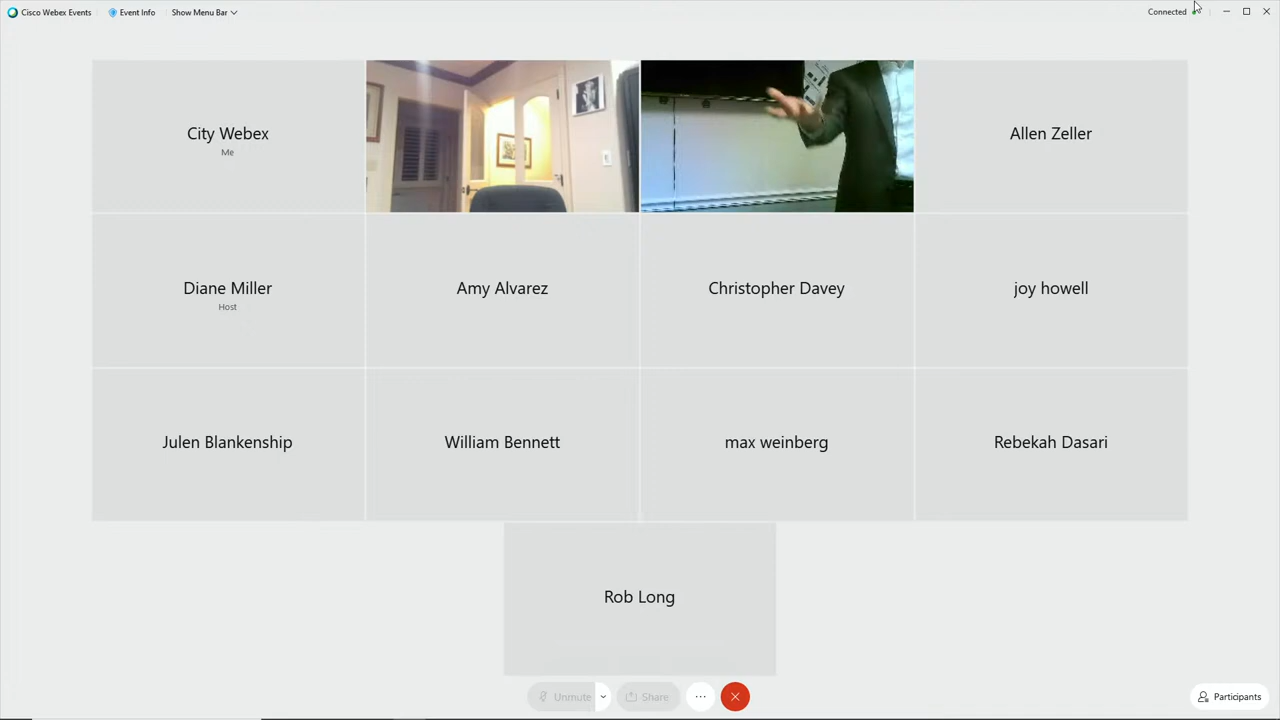 Cisco Webex Events
Event Info
Show Menu Bar
Connected
City Webex
Me
Allen Zeller
Diane Miller
Host
Amy Alvarez
Christopher Davey
joy howell
Julen Blankenship
William Bennett
max weinberg
Rebekah Dasari
Rob Long
Unmute
Share
Participants